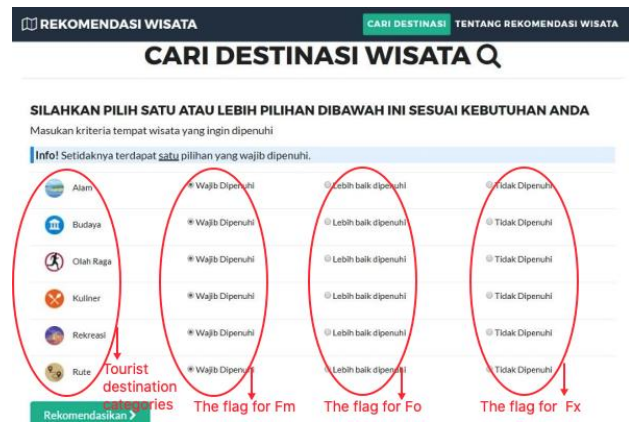 REKOMENDASI WISATA CARI DESTINASI TENTANG REKOMENDASI WISATA
CARI DESTINASI WISATA
SILAHKAN PILIH SATU ATAU LEBIH PILIHAN DIBAWAH INI SESUAI KEBUTUHAN ANDA
Masukan kriteria tempat wisata yang ingin dipenuhi
Info! Setidaknya terdapat satu pilihan yang wajib dipenuhi.
Alam Wajib Dipenuhi Lebih baik dipenuhi Tidak Dipenuhi
Budaya Wajib Dipenuhi Lebih baik dipenuhi Tidak Dipenuhi
Olah Raga Wajib Dipenuhi Lebih baik dipenuhi Tidak Dipenuhi
Kuliner Wajib Dipenuhi Lebih baik dipenuhi Tidak Dipenuhi
Rekreasi Wajib Dipenuhi Lebih baik dipenuhi Tidak Dipenuhi
Rute Wajib Dipenuhi Lebih baik dipenuhi Tidak Dipenuhi
Tourist
destination
categories
The flag for Fm The flag for Fo The flag for Fx
Rekomendasikan